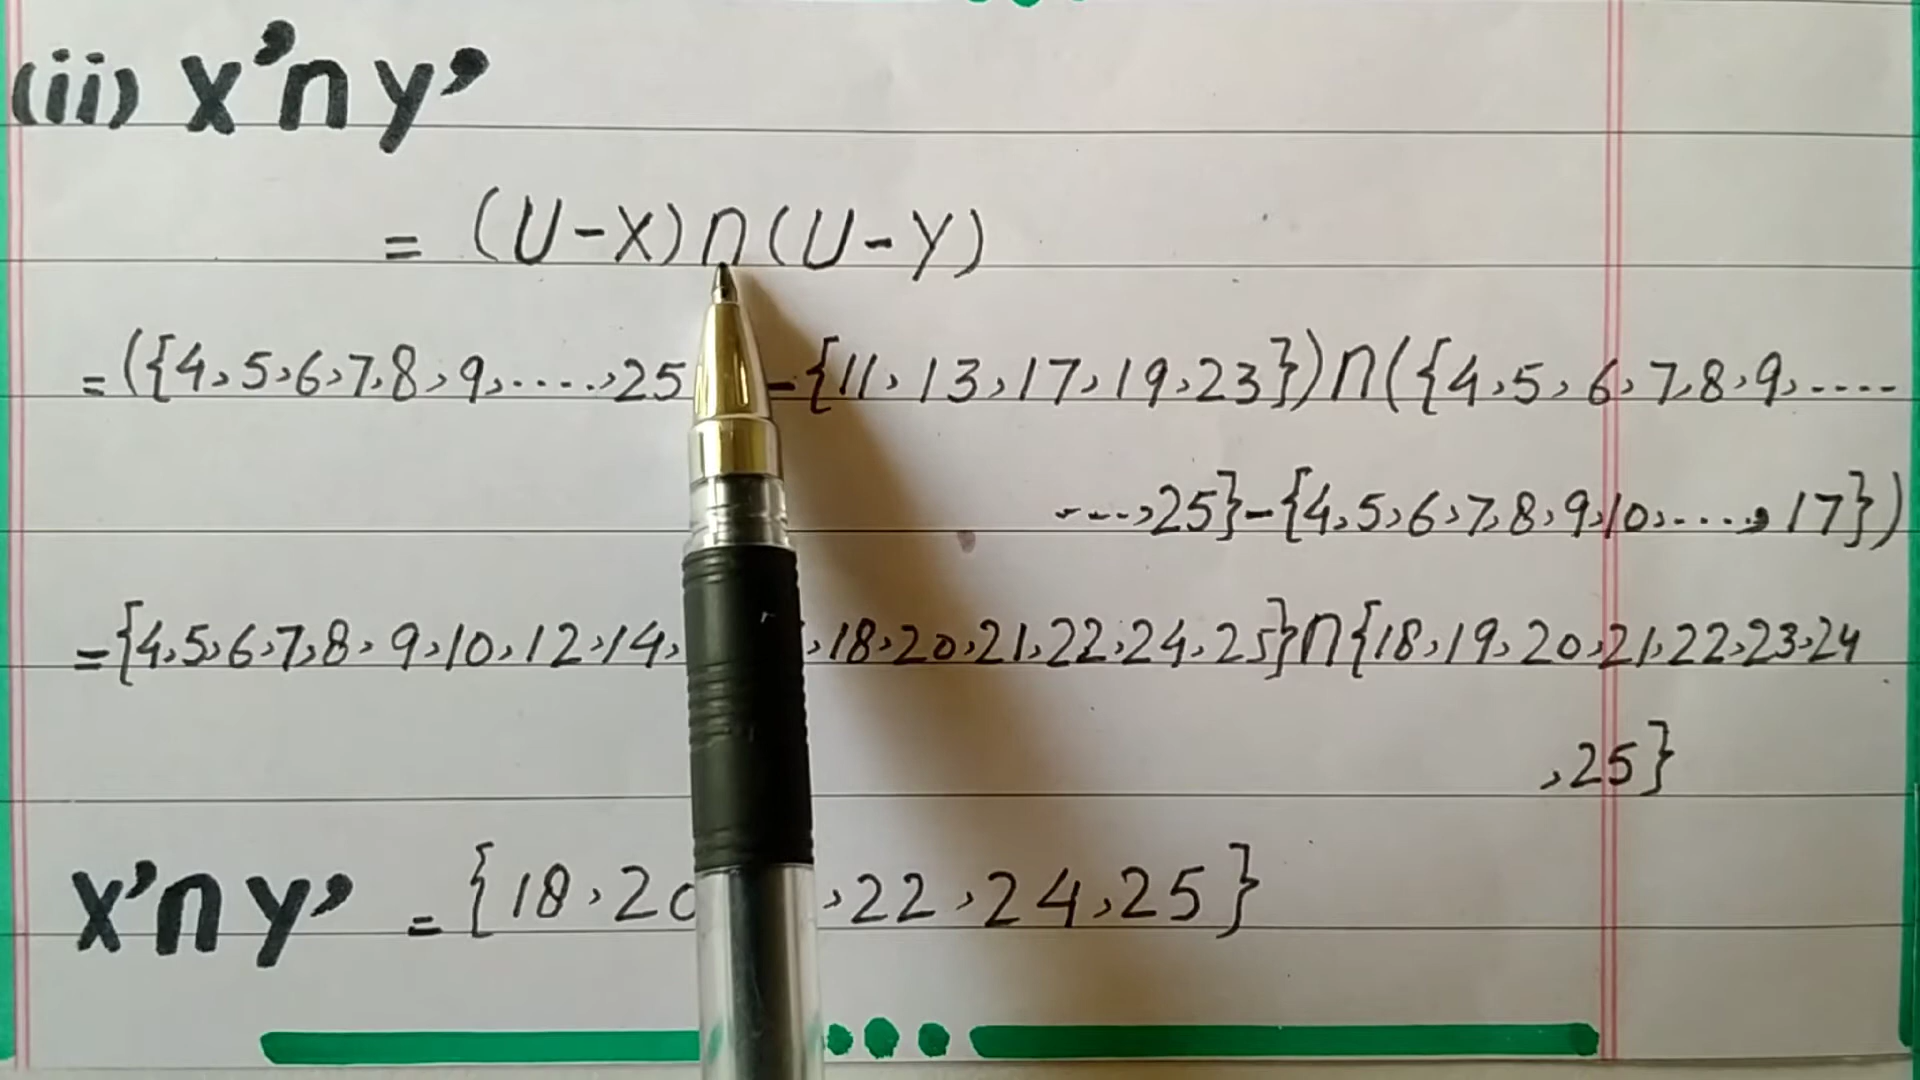 (ii) X'∩Y'
= (U-X)∩(U-Y)
= ({4,5,6,7,8,9,.....,25 -{11,13,17,19,23})∩({4,5,6,7,8,9,....
....,25}-{4,5,6,7,8,9,10,....,17})
={4,5,6,7,8,9,10,12,14, ,18,20,21,22,24,25}∩{18,19,20,21,22,23,24
,25}
X'∩Y' = {18,20 ,22,24,25}